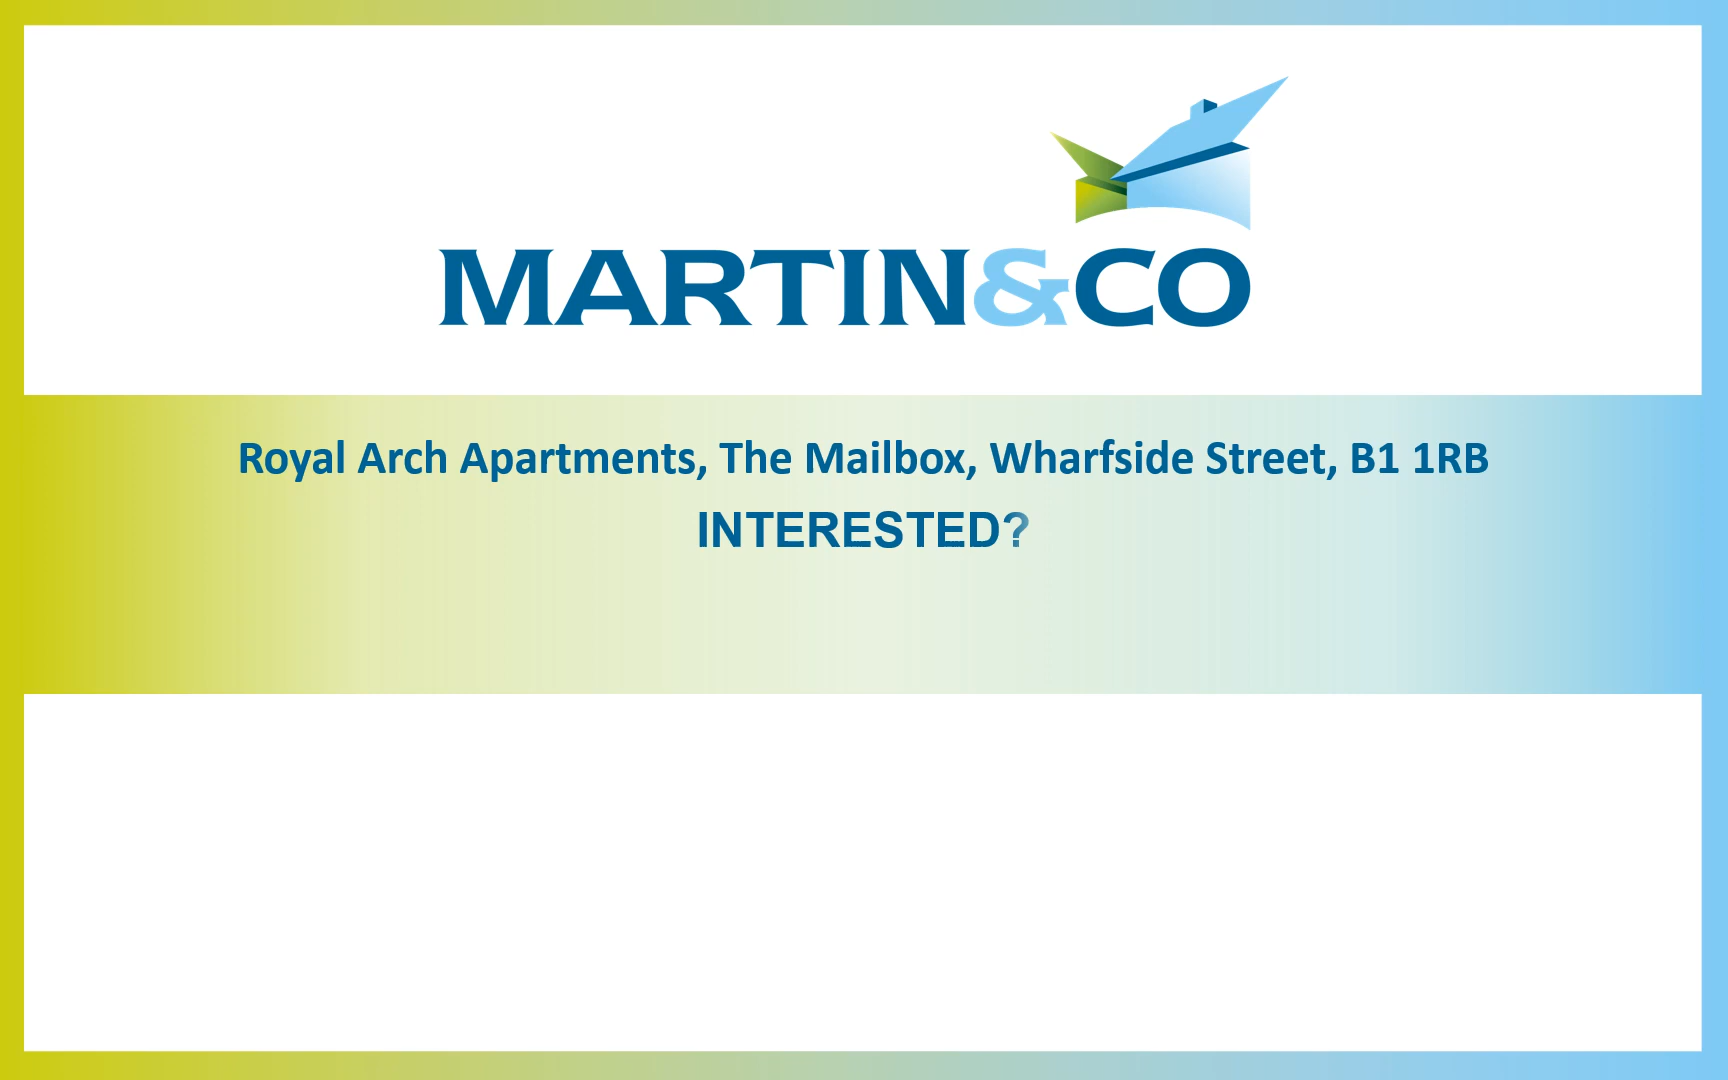 MARTIN&CO
Royal Arch Apartments, The Mailbox, Wharfside Street, B1 1RB
INTERESTED?